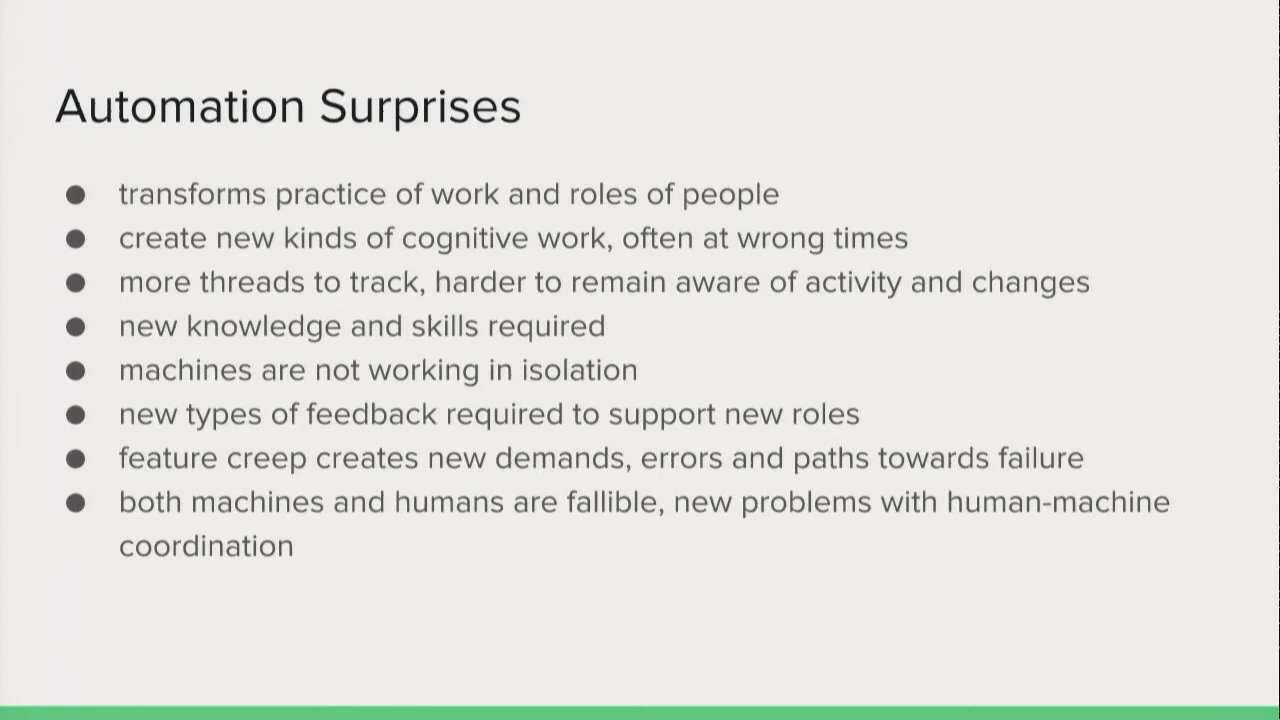 Automation Surprises
● transforms practice of work and roles of people
● create new kinds of cognitive work, often at wrong times
● more threads to track, harder to remain aware of activity and changes
● new knowledge and skills required
● machines are not working in isolation
● new types of feedback required to support new roles
● feature creep creates new demands, errors and paths towards failure
● both machines and humans are fallible, new problems with human-machine
coordination